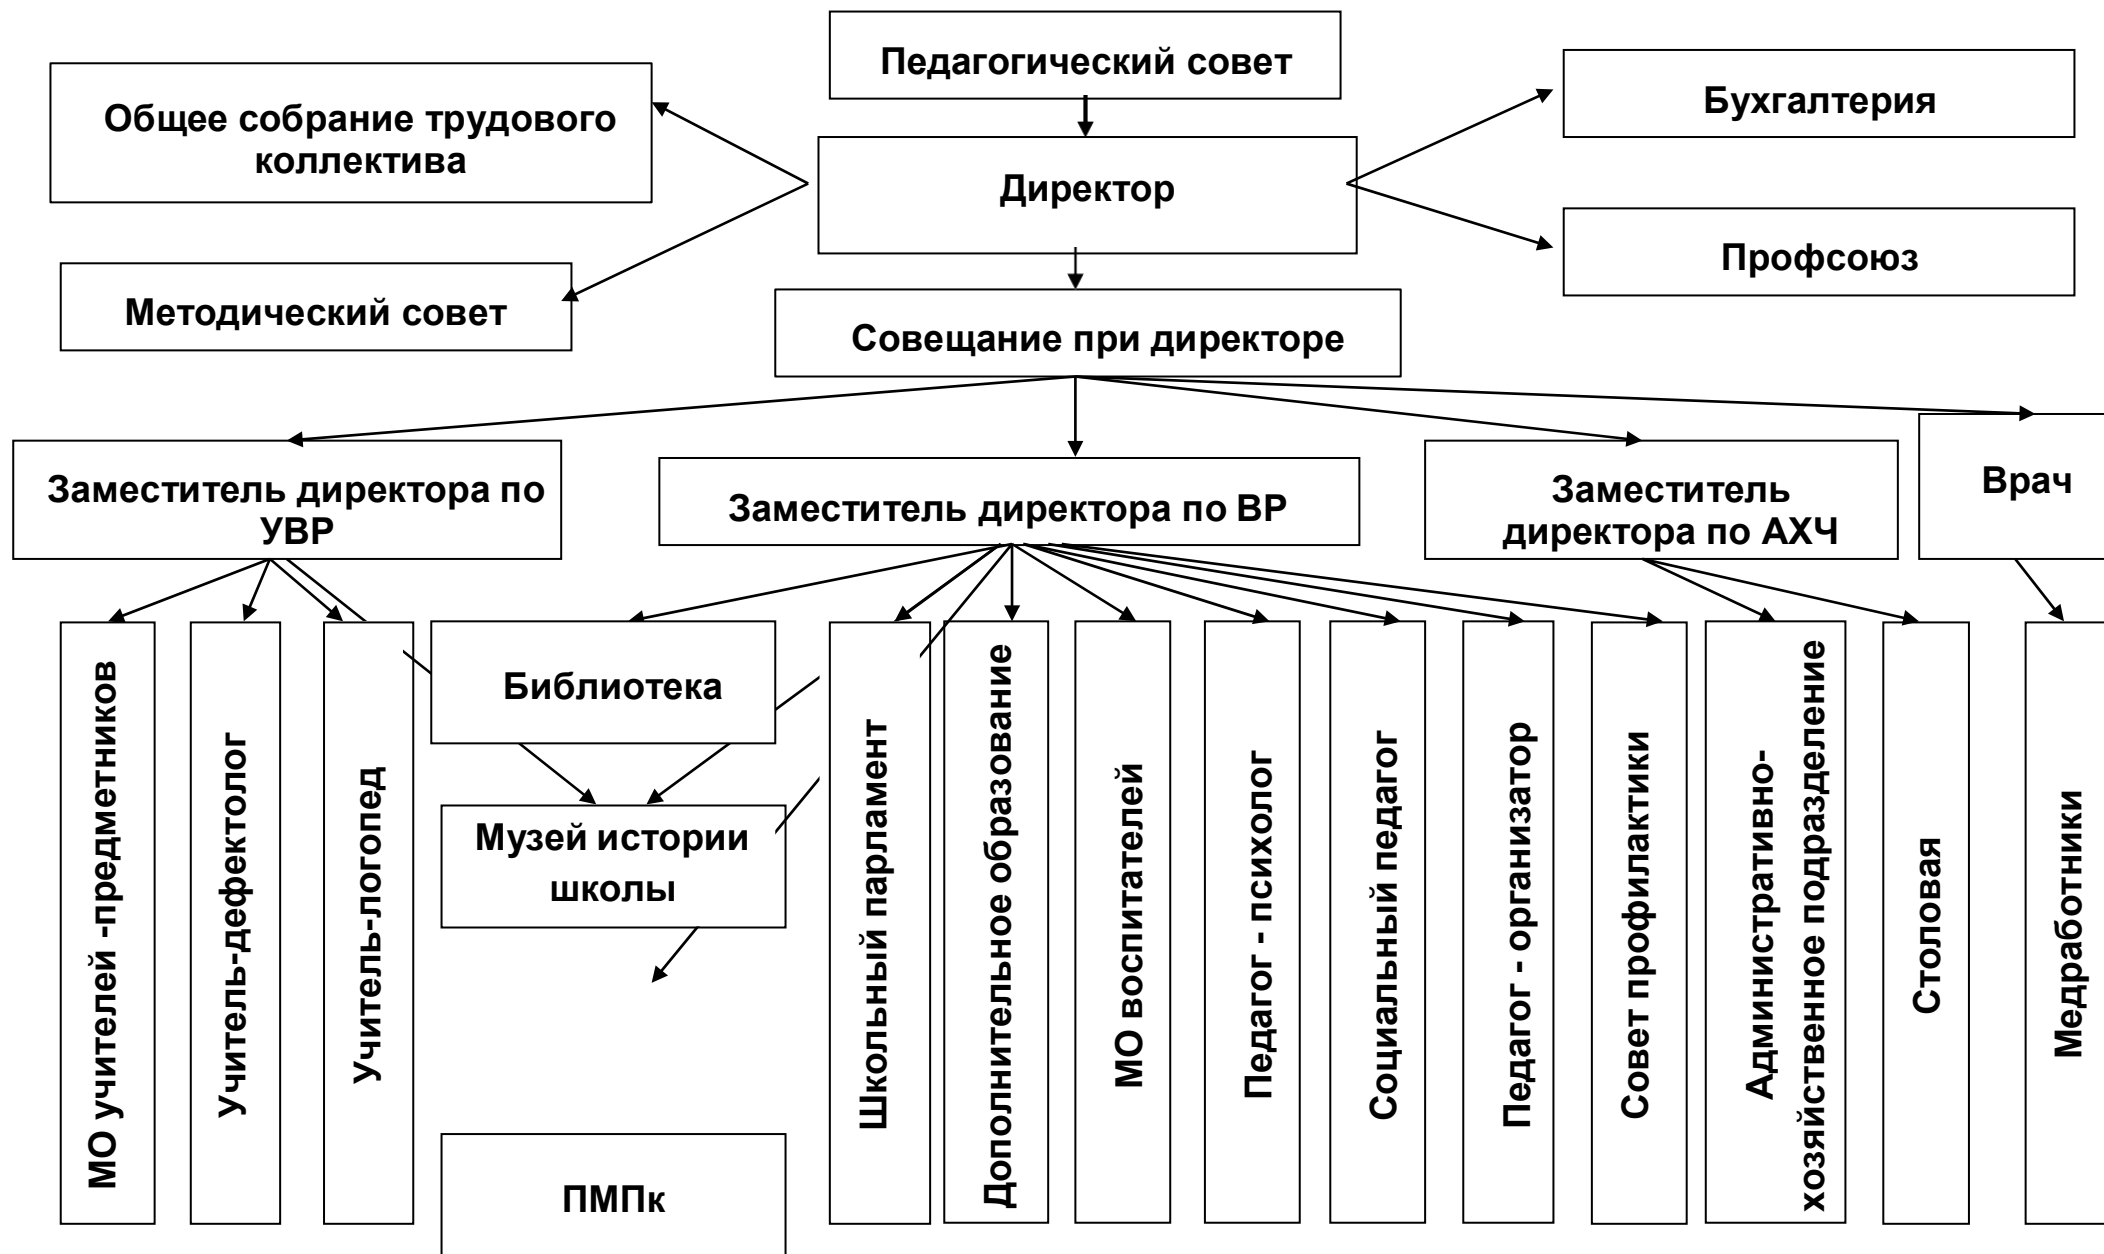 Педагогический совет
Общее собрание трудового
коллектива
Бухгалтерия
Директор
Методический совет
Профсоюз
Совещание при директоре
Заместитель директора по
УВР
Заместитель директора по ВР
Заместитель
директора по АХЧ
Врач
МО учителей -предметников
Учитель-дефектолог
Учитель-логопед
Библиотека
Музей истории
школы
ПМПк
Школьный парламент
Дополнительное образование
МО воспитателей
Педагог - психолог
Социальный педагог
Педагог - организатор
Совет профилактики
Административно-
хозяйственное подразделение
Столовая
Медработники